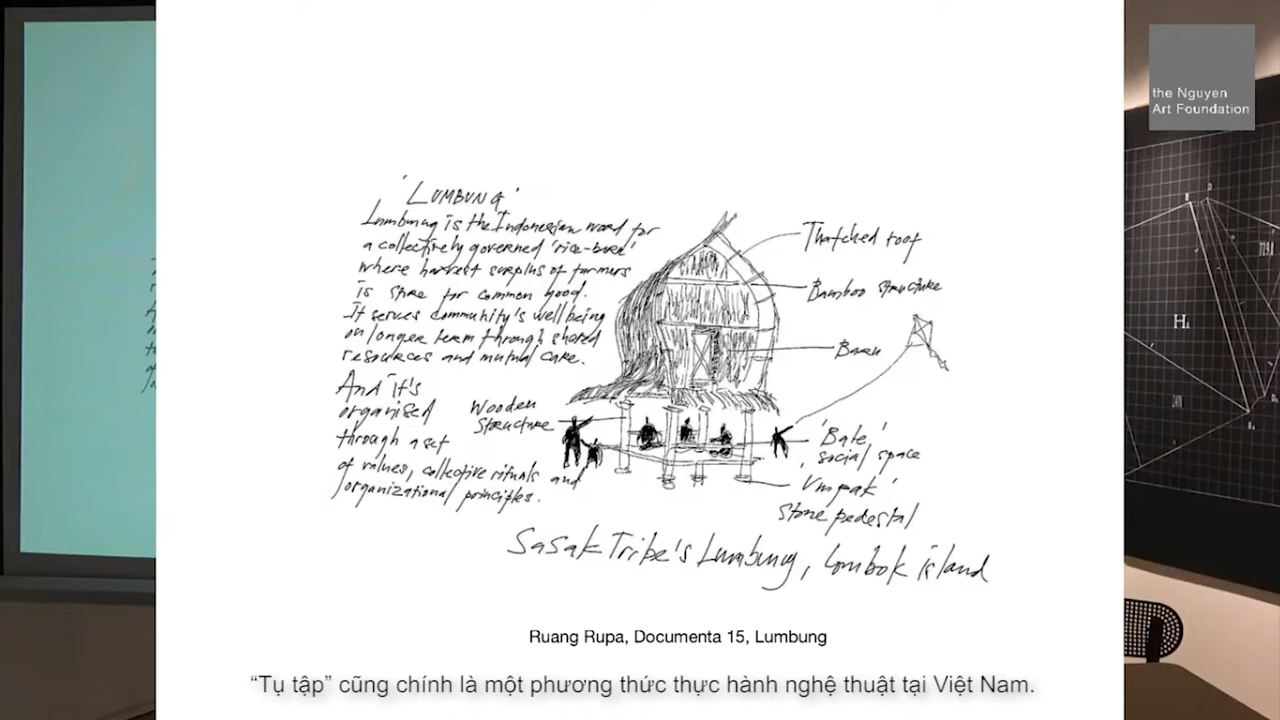 the Nguyen
Art Foundation
'LUMBUNG'
Lumbung is the Indonesian word for
a collectively governed 'rice-barn'
where harvest surplus of farmers
is store for common good.
It serves community's well being
on longer term through shared
resources and mutual care.
And it's
organised
through a set
of values, collective rituals and
organizational principles.
Thatched roof
Bamboo structure
Barn
Wooden
Structure
'Bale,'
social space
'Umpak'
Stone pedestal
Sasak Tribe's Lumbung, Lombok island
Ruang Rupa, Documenta 15, Lumbung
“Tụ tập” cũng chính là một phương thức thực hành nghệ thuật tại Việt Nam.